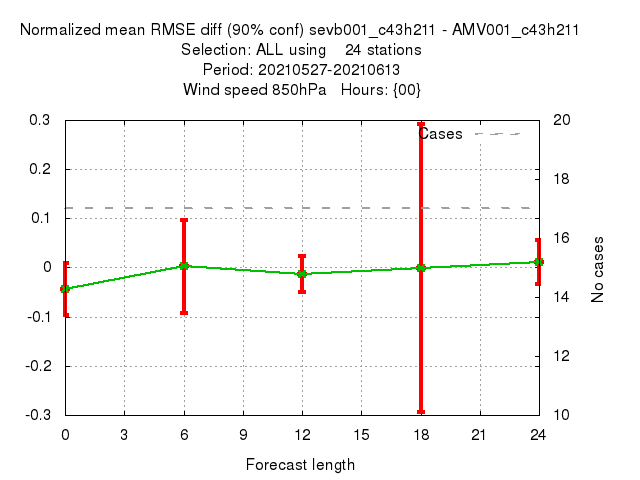 Normalized mean RMSE diff (90% conf) sevb001_c43h211 - AMV001_c43h211
Selection: ALL using    24 stations
Period: 20210527-20210613
Wind speed 850hPa   Hours: {00}
Cases
0.3
0.2
0.1
0
-0.1
-0.2
-0.3
20
18
16
14
12
10
No cases
0 3 6 9 12 15 18 21 24
Forecast length